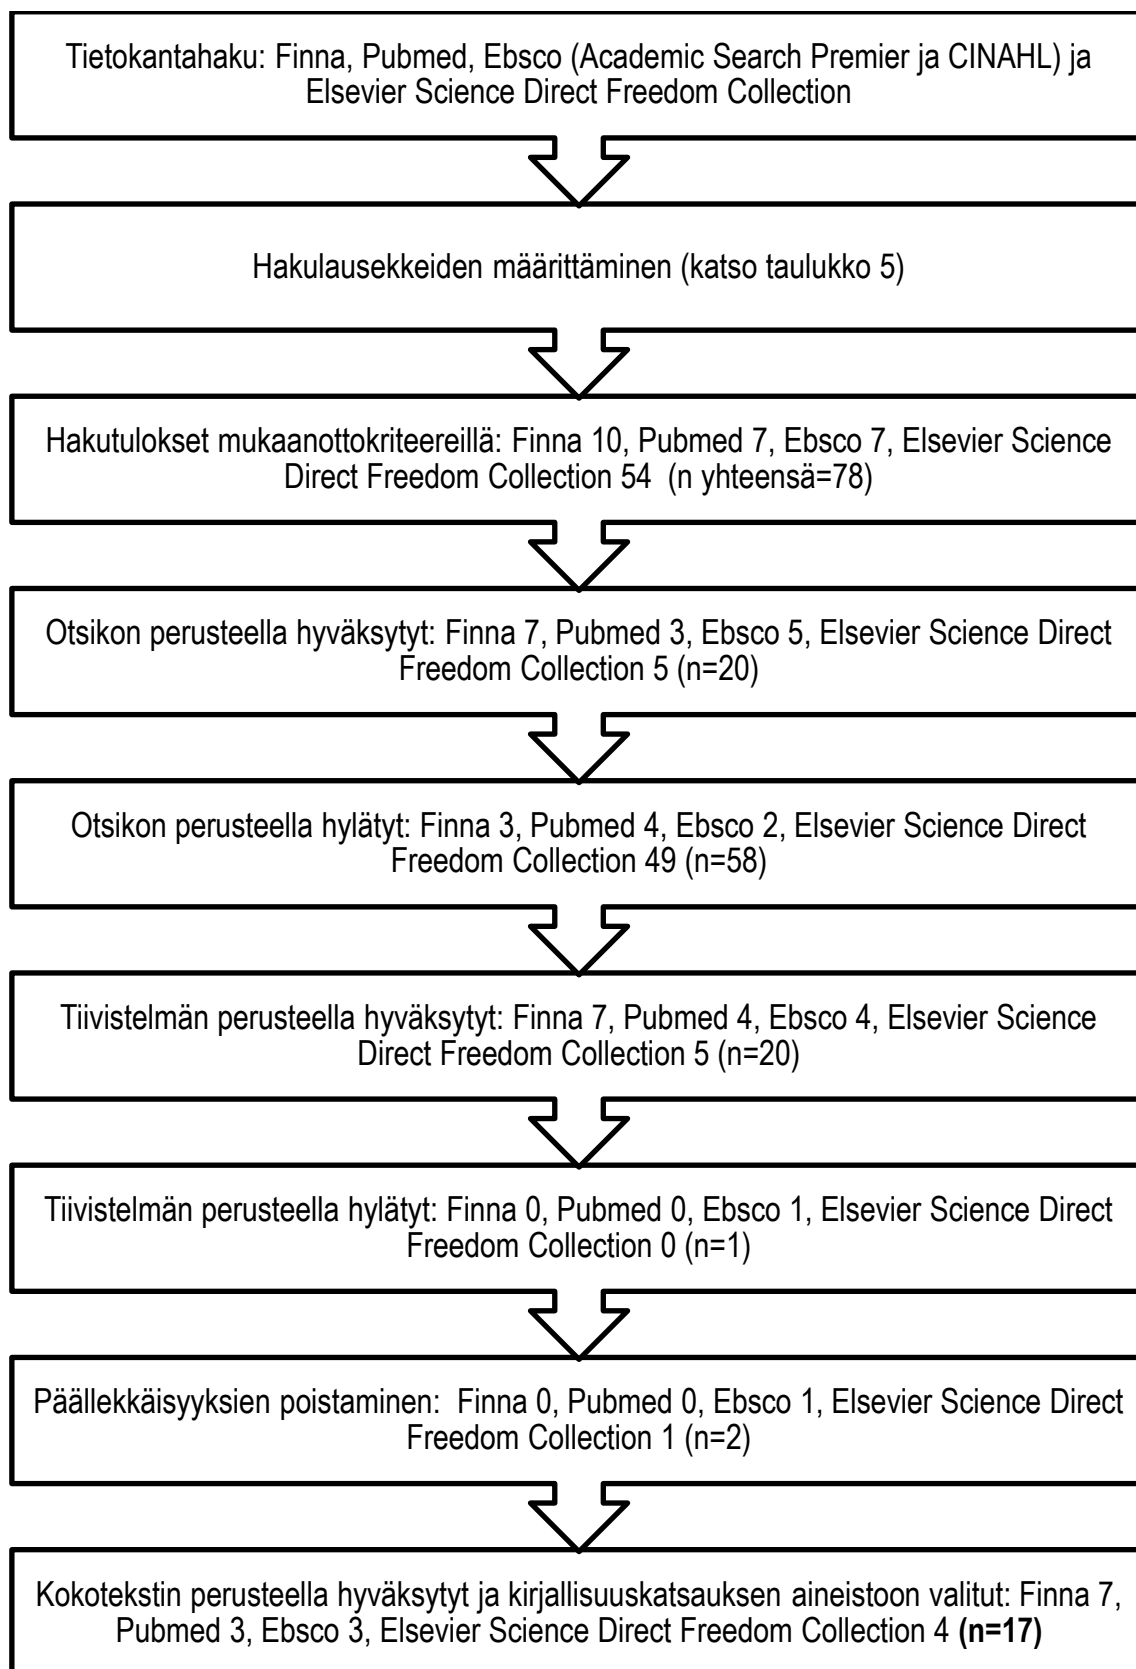 Tietokantahaku: Finna, Pubmed, Ebsco (Academic Search Premier ja CINAHL) ja
Elsevier Science Direct Freedom Collection
Hakulausekkeiden määrittäminen (katso taulukko 5)
Hakutulokset mukaanottokriteereillä: Finna 10, Pubmed 7, Ebsco 7, Elsevier Science
Direct Freedom Collection 54 (n yhteensä=78)
Otsikon perusteella hyväksytyt: Finna 7, Pubmed 3, Ebsco 5, Elsevier Science Direct
Freedom Collection 5 (n=20)
Otsikon perusteella hylätyt: Finna 3, Pubmed 4, Ebsco 2, Elsevier Science Direct
Freedom Collection 49 (n=58)
Tiivistelmän perusteella hyväksytyt: Finna 7, Pubmed 4, Ebsco 4, Elsevier Science
Direct Freedom Collection 5 (n=20)
Tiivistelmän perusteella hylätyt: Finna 0, Pubmed 0, Ebsco 1, Elsevier Science Direct
Freedom Collection 0 (n=1)
Päällekkäisyyksien poistaminen: Finna 0, Pubmed 0, Ebsco 1, Elsevier Science Direct
Freedom Collection 1 (n=2)
Kokotekstin perusteella hyväksytyt ja kirjallisuuskatsauksen aineistoon valitut: Finna 7,
Pubmed 3, Ebsco 3, Elsevier Science Direct Freedom Collection 4 (n=17)